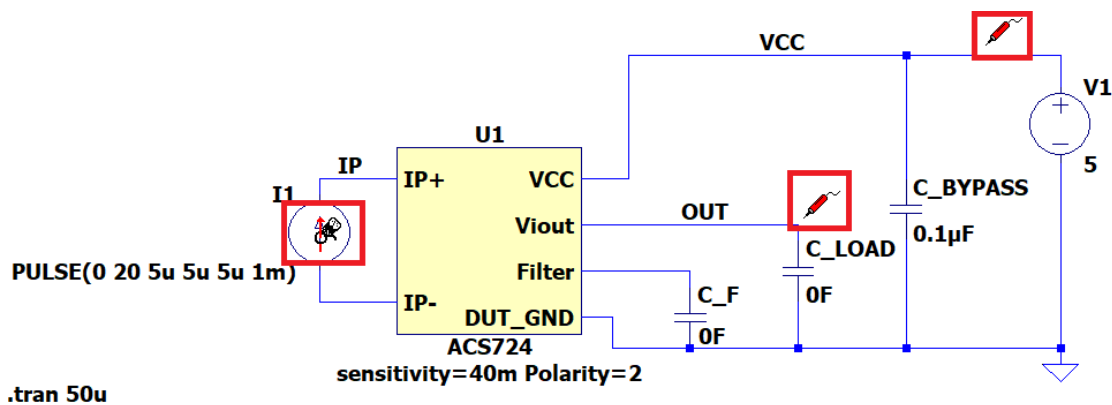 VCC
V1
U1
IP
IP+
VCC
I1
C_BYPASS
5
Viout
OUT
0.1µF
C_LOAD
PULSE(0 20 5u 5u 5u 1m)
Filter
0F
C_F
IP-
DUT_GND
0F
ACS724
sensitivity=40m Polarity=2
.tran 50u